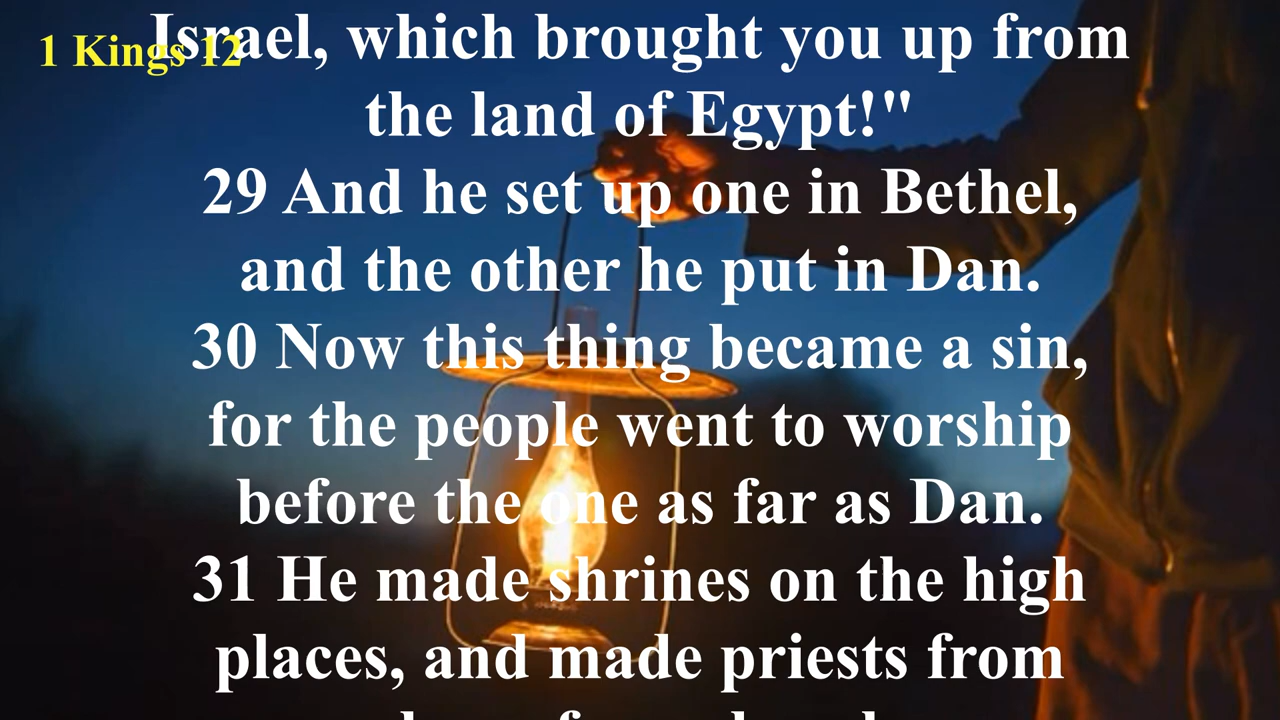 1 Kings 12
Israel, which brought you up from
the land of Egypt!"
29 And he set up one in Bethel,
and the other he put in Dan.
30 Now this thing became a sin,
for the people went to worship
before the one as far as Dan.
31 He made shrines on the high
places, and made priests from